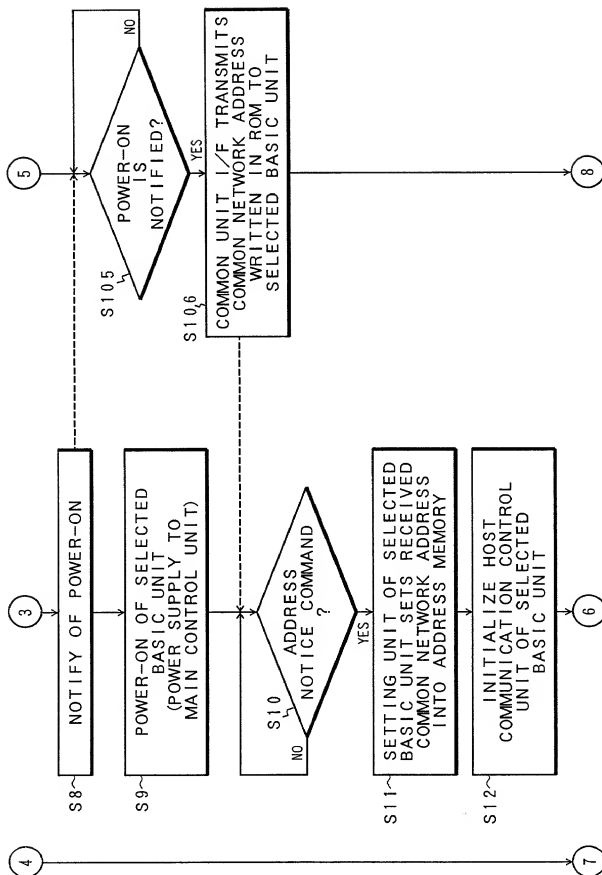 4
7
3
S8
NOTIFY OF POWER-ON
S9
POWER-ON OF SELECTED
BASIC UNIT
(POWER SUPPLY TO
MAIN CONTROL UNIT)
S10
ADDRESS
NOTICE COMMAND
?
NO
YES
S11
SETTING UNIT OF SELECTED
BASIC UNIT SETS RECEIVED
COMMON NETWORK ADDRESS
INTO ADDRESS MEMORY
S12
INITIALIZE HOST
COMMUNICATION CONTROL
UNIT OF SELECTED
BASIC UNIT
6
5
S105
POWER-ON
IS
NOTIFIED?
NO
YES
S106
COMMON UNIT I/F TRANSMITS
COMMON NETWORK ADDRESS
WRITTEN IN ROM TO
SELECTED BASIC UNIT
8